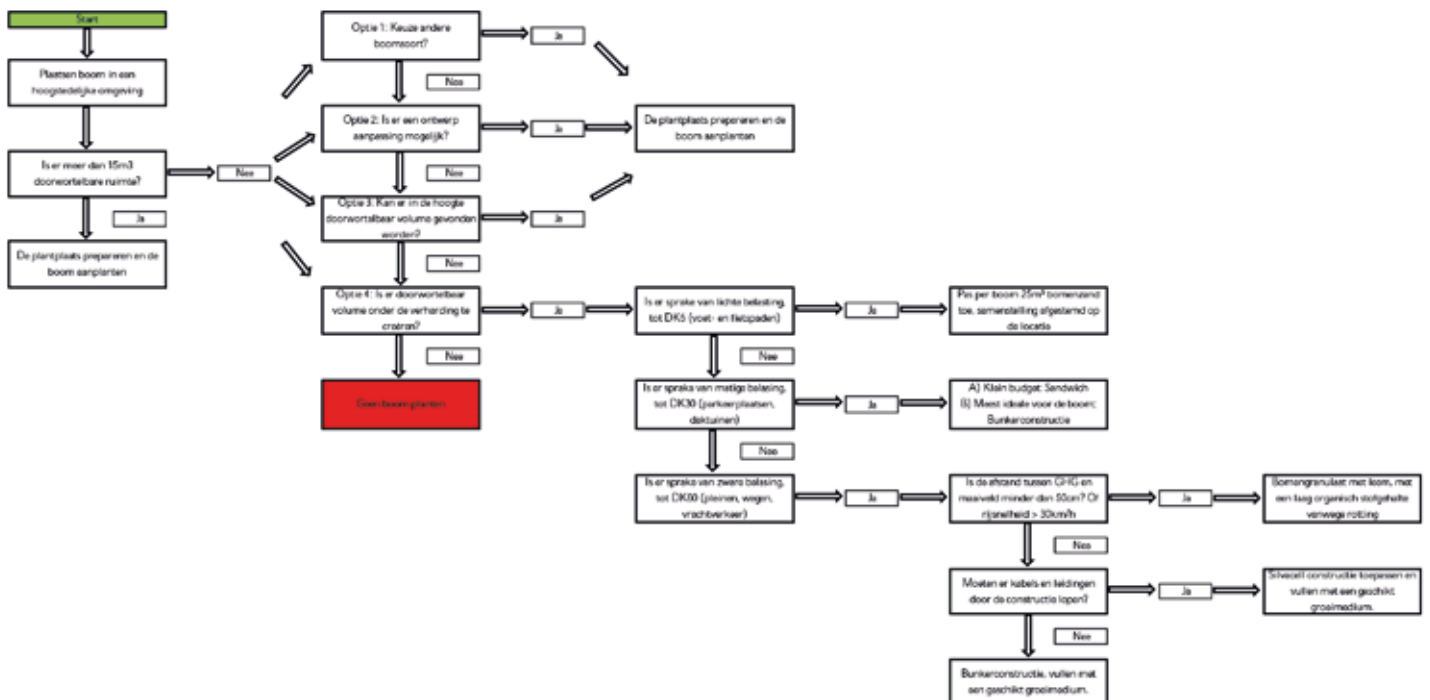 Start
Plaatsen boom in een
hoogstedelijke omgeving
Is er meer dan 15m3
doorwortelbare ruimte?
Nee
Ja
De plantplaats prepareren en de
boom aanplanten
Optie 1: Keuze andere
boomsoort?
Ja
Nee
Optie 2: Is er een ontwerp
aanpassing mogelijk?
Ja
De plantplaats prepareren en de
boom aanplanten
Nee
Optie 3: Kan er in de hoogte
doorwortelbaar volume gevonden
worden?
Ja
Nee
Optie 4: Is er doorwortelbaar
volume onder de verharding te
creëren?
Ja
Nee
Geen boom planten
Is er sprake van lichte belasting,
tot DK5 (voet- en fietspaden)
Ja
Pas per boom 25m³ bomenzand
toe, samenstelling afgestemd op
de locatie
Nee
Is er sprake van matige belasing,
tot DK30 (parkeerplaatsen,
daktuinen)
Ja
A) Klein budget: Sandwich
B) Meest ideale voor de boom:
Bunkerconstructie
Nee
Is er sprake van zware belasing,
tot DK60 (pleinen, wegen,
vrachtverkeer)
Ja
Is de afstand tussen GHG en
maaiveld minder dan 50cm? Of
rijsnelheid > 30km/h
Ja
Bomengranulaat met leem, met
een laag organisch stofgehalte
vanwege rotting
Nee
Moeten er kabels en leidingen
door de constructie lopen?
Ja
Silvacell constructie toepassen en
vullen met een geschikt
groeimedium.
Nee
Bunkerconstructie, vullen met
een geschikt groeimedium.